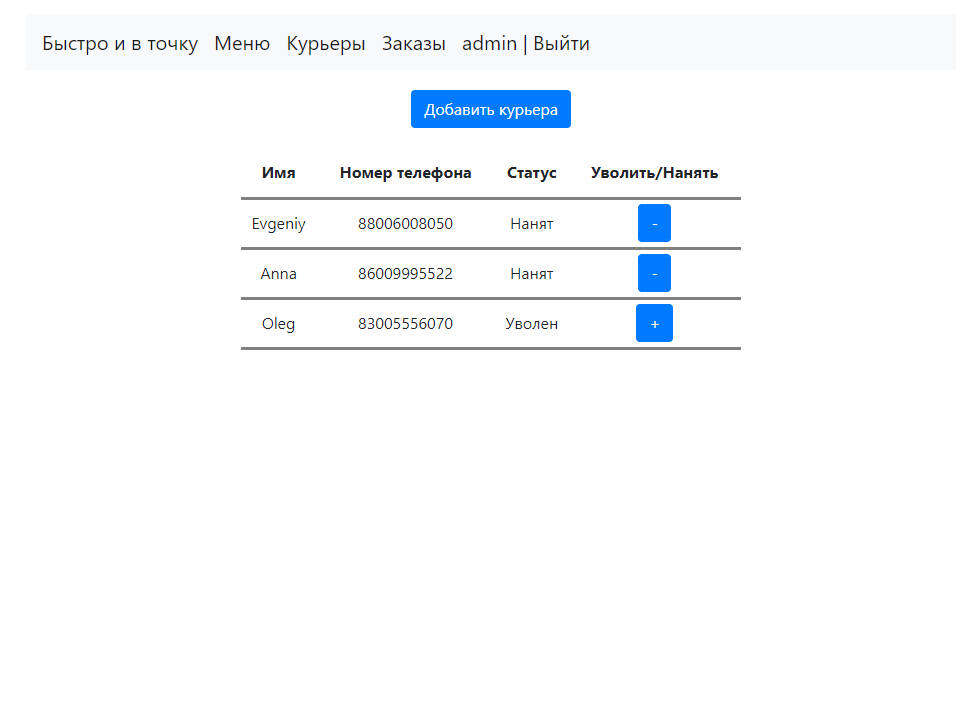 Быстро и в точку Меню Курьеры Заказы admin | Выйти
Добавить курьера
Имя Номер телефона Статус Уволить/Нанять
Evgeniy 88006008050 Нанят -
Anna 86009995522 Нанят -
Oleg 83005556070 Уволен +